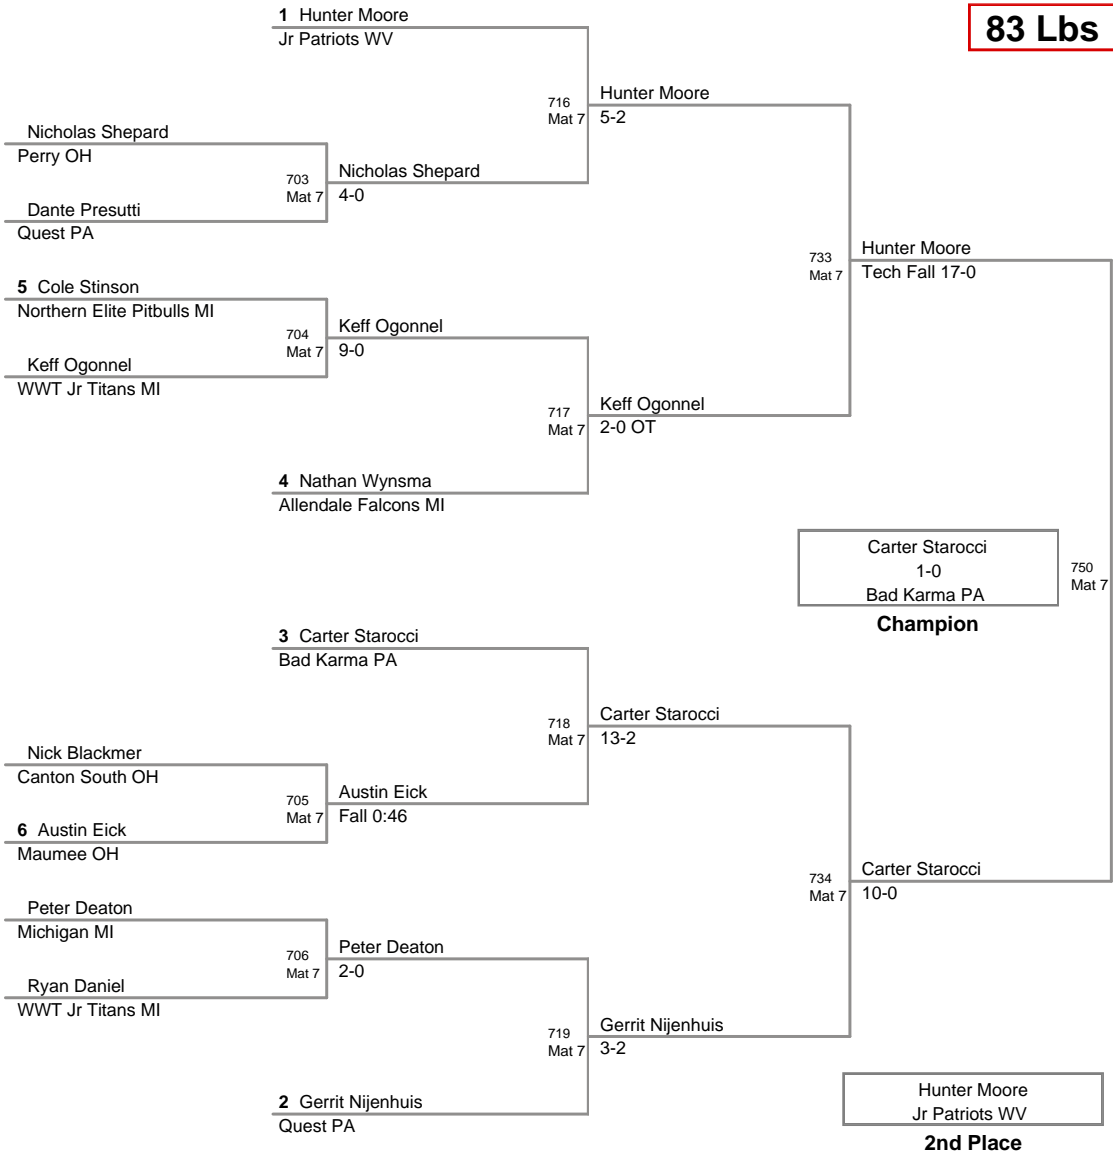 83 Lbs
1 Hunter Moore
Jr Patriots WV
716
Mat 7
Hunter Moore
5-2
Nicholas Shepard
Perry OH
703
Mat 7
Nicholas Shepard
4-0
Dante Presutti
Quest PA
733
Mat 7
Hunter Moore
Tech Fall 17-0
5 Cole Stinson
Northern Elite Pitbulls MI
704
Mat 7
Keff Ogonnel
9-0
Keff Ogonnel
WWT Jr Titans MI
717
Mat 7
Keff Ogonnel
2-0 OT
4 Nathan Wynsma
Allendale Falcons MI
Carter Starocci
1-0
Bad Karma PA
Champion
750
Mat 7
3 Carter Starocci
Bad Karma PA
718
Mat 7
Carter Starocci
13-2
Nick Blackmer
Canton South OH
705
Mat 7
Austin Eick
Fall 0:46
6 Austin Eick
Maumee OH
734
Mat 7
Carter Starocci
10-0
Peter Deaton
Michigan MI
706
Mat 7
Peter Deaton
2-0
Ryan Daniel
WWT Jr Titans MI
719
Mat 7
Gerrit Nijenhuis
3-2
2 Gerrit Nijenhuis
Quest PA
Hunter Moore
Jr Patriots WV
2nd Place